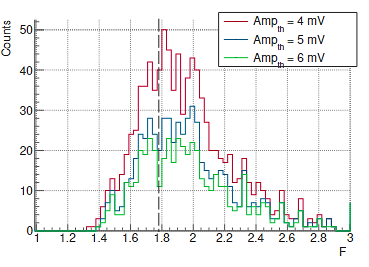 Counts
50
40
30
20
10
0
Amp_th = 4 mV
Amp_th = 5 mV
Amp_th = 6 mV
1 1.2 1.4 1.6 1.8 2 2.2 2.4 2.6 2.8 3
F